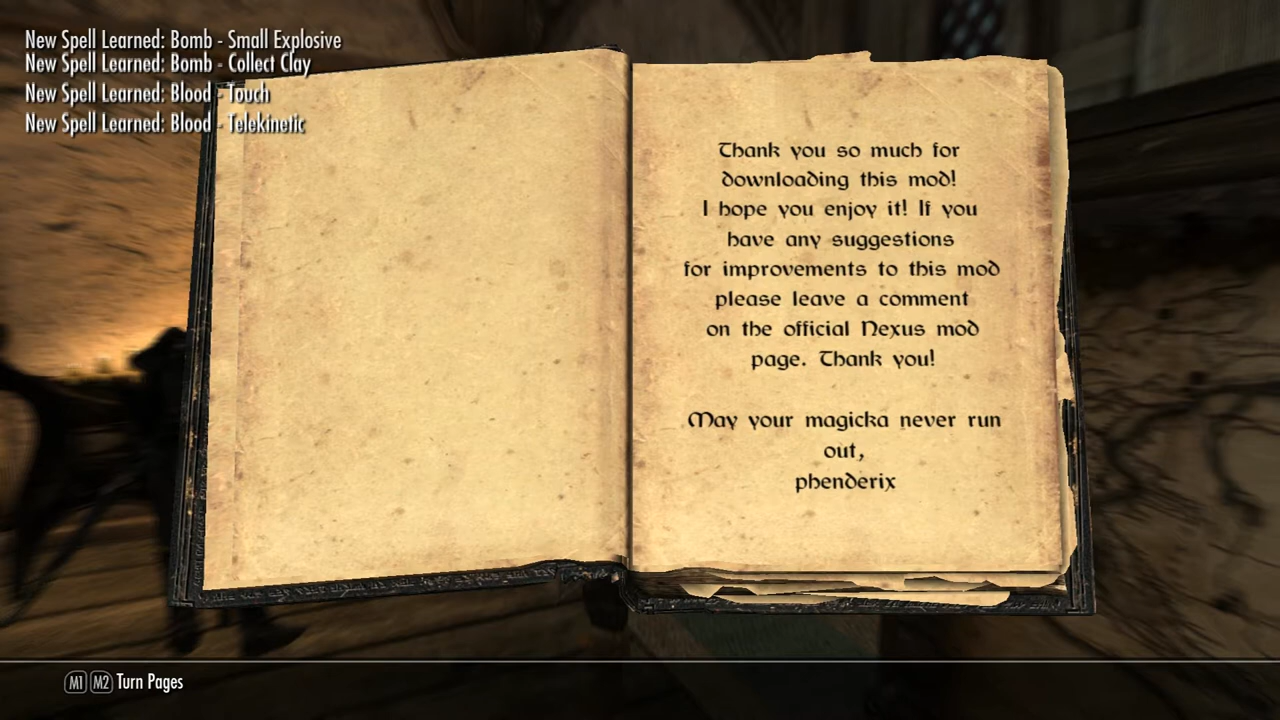 New Spell Learned: Bomb - Small Explosive
New Spell Learned: Bomb - Collect Clay
New Spell Learned: Blood - Touch
New Spell Learned: Blood - Telekinetic
Thank you so much for
downloading this mod!
I hope you enjoy it! If you
have any suggestions
for improvements to this mod
please leave a comment
on the official Nexus mod
page. Thank you!
May your magicka never run
out,
phenderix
M1 M2 Turn Pages